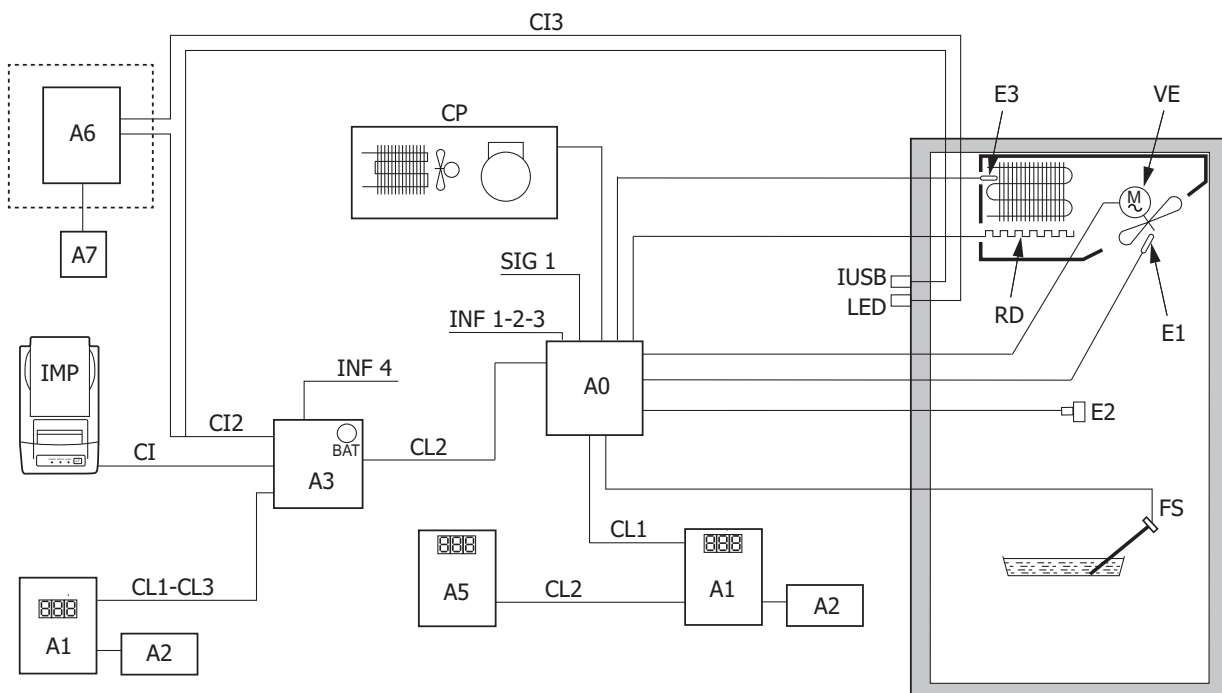 CI3
E3
VE
CP
A6
M
A7
SIG 1
IUSB
LED
RD
E1
INF 1-2-3
IMP
INF 4
A0
CI2
BAT
CL2
E2
CI
A3
FS
CL1
888
888
A5
CL2
A1
A2
CL1-CL3
888
A1
A2